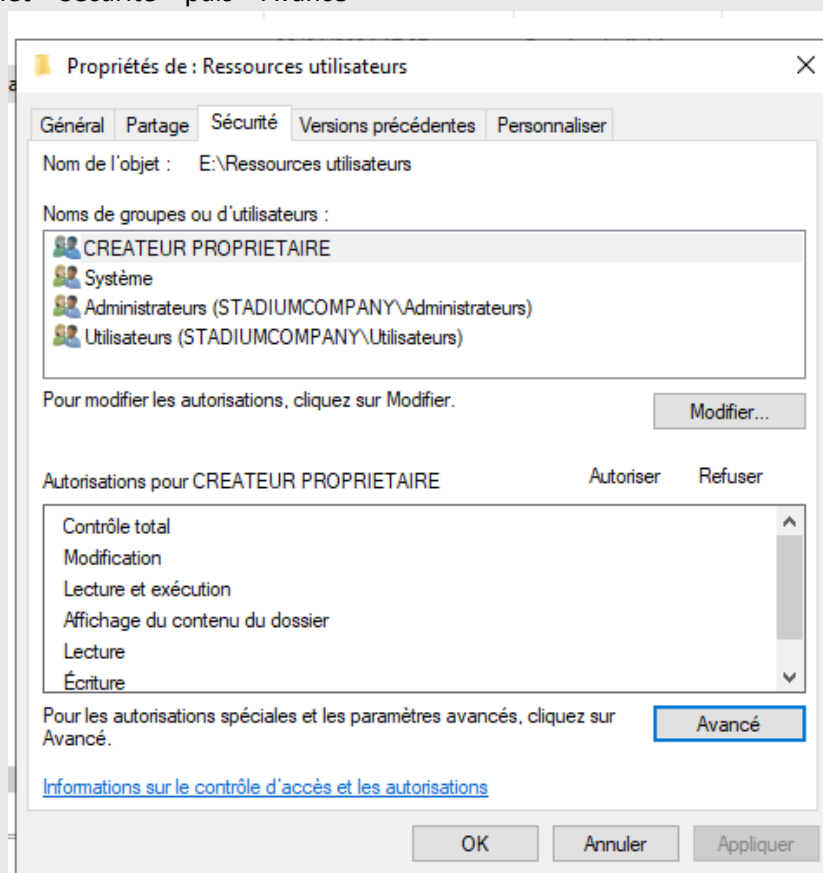 Sécurité puis Avancé
Propriétés de : Ressources utilisateurs
Général Partage Sécurité Versions précédentes Personnaliser
Nom de l'objet : E:\Ressources utilisateurs
Noms de groupes ou d'utilisateurs :
CREATEUR PROPRIETAIRE
Système
Administrateurs (STADIUMCOMPANY\Administrateurs)
Utilisateurs (STADIUMCOMPANY\Utilisateurs)
Pour modifier les autorisations, cliquez sur Modifier.
Modifier...
Autorisations pour CREATEUR PROPRIETAIRE Autoriser Refuser
Contrôle total
Modification
Lecture et exécution
Affichage du contenu du dossier
Lecture
Écriture
Pour les autorisations spéciales et les paramètres avancés, cliquez sur
Avancé.
Avancé
Informations sur le contrôle d'accès et les autorisations
OK Annuler Appliquer